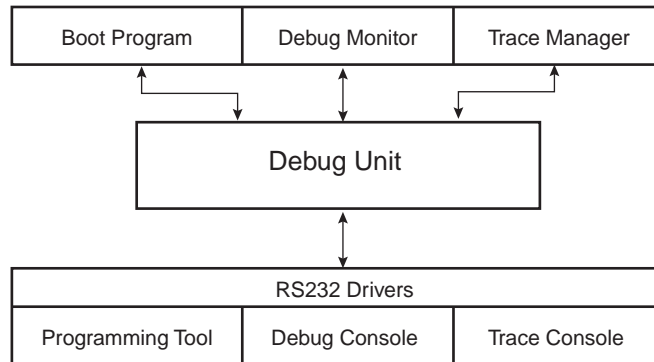 Boot Program Debug Monitor Trace Manager
Debug Unit
RS232 Drivers
Programming Tool Debug Console Trace Console